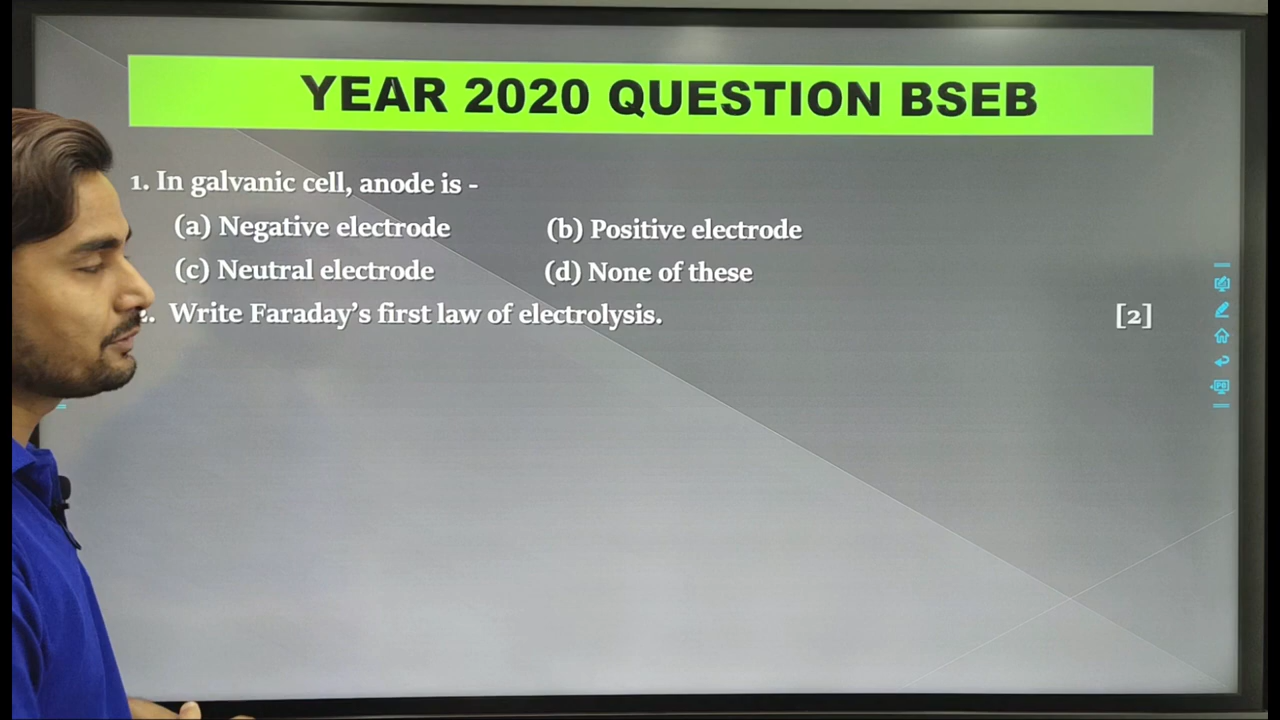 YEAR 2020 QUESTION BSEB
1. In galvanic cell, anode is -
(a) Negative electrode (b) Positive electrode
(c) Neutral electrode (d) None of these
Write Faraday's first law of electrolysis. [2]